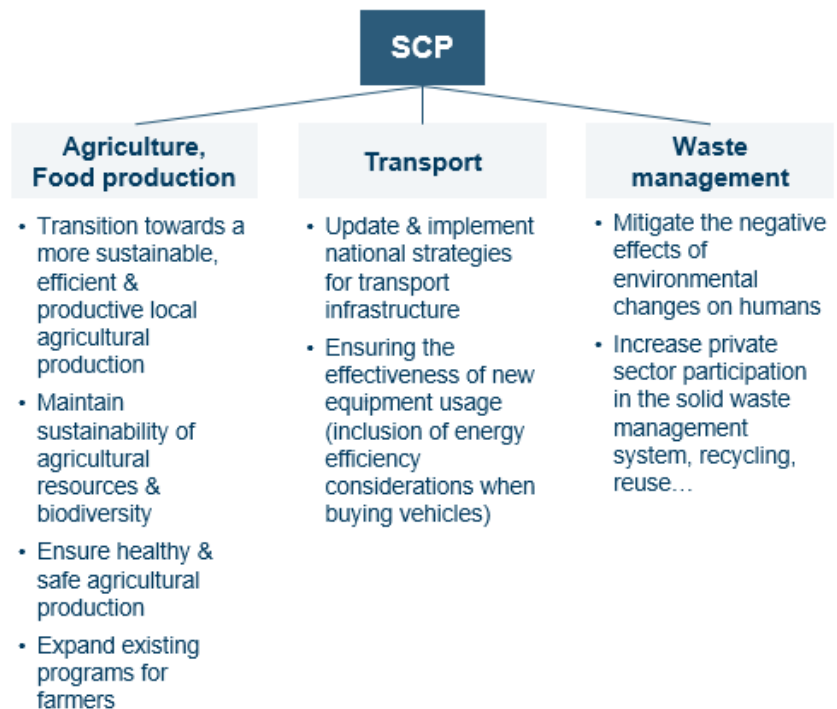 SCP
Agriculture,
Food production
• Transition towards a
more sustainable,
efficient &
productive local
agricultural
production
• Maintain
sustainability of
agricultural
resources &
biodiversity
• Ensure healthy &
safe agricultural
production
• Expand existing
programs for
farmers
Transport
• Update & implement
national strategies
for transport
infrastructure
• Ensuring the
effectiveness of new
equipment usage
(inclusion of energy
efficiency
considerations when
buying vehicles)
Waste
management
• Mitigate the negative
effects of
environmental
changes on humans
• Increase private
sector participation
in the solid waste
management
system, recycling,
reuse…